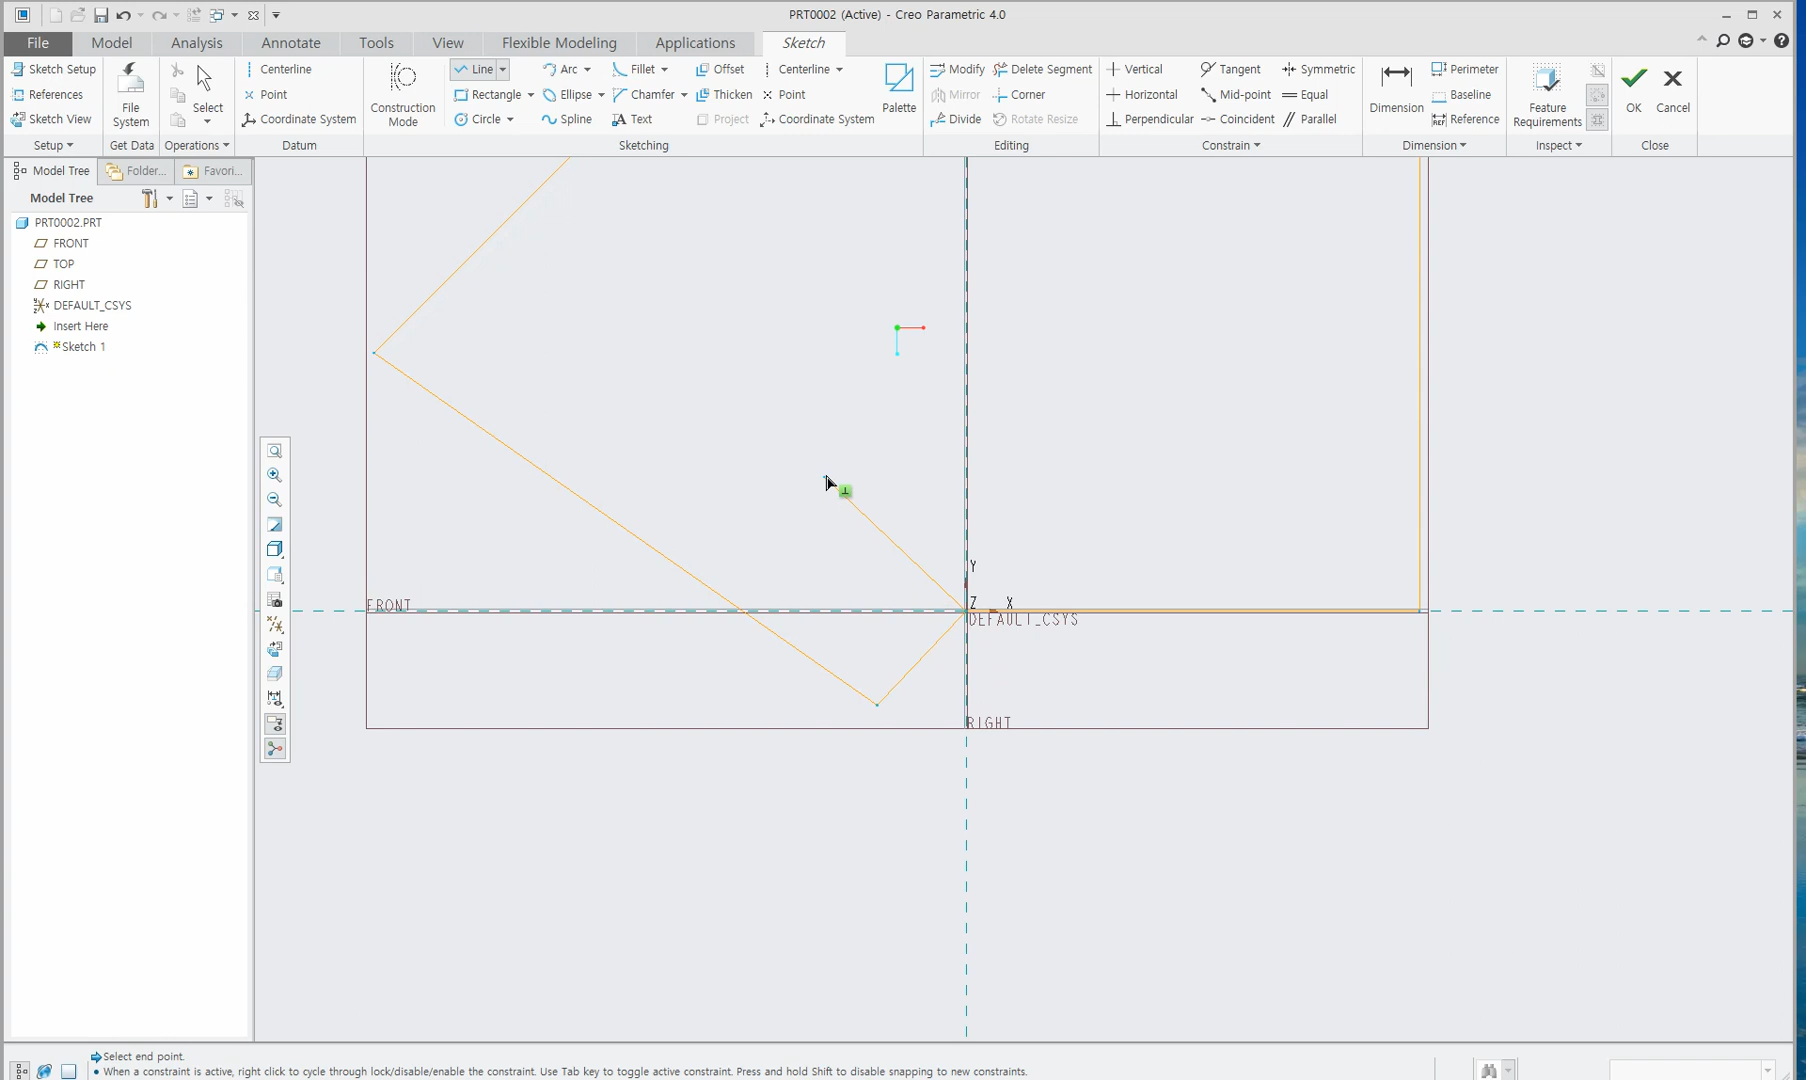 PRT0002 (Active) - Creo Parametric 4.0
File Model Analysis Annotate Tools View Flexible Modeling Applications Sketch
Sketch Setup
References
Sketch View
Setup
File System
Get Data
Select
Operations
Centerline
Point
Coordinate System
Datum
Construction Mode
Line
Rectangle
Circle
Arc
Ellipse
Spline
Fillet
Chamfer
Text
Offset
Thicken
Project
Centerline
Point
Coordinate System
Palette
Sketching
Modify
Mirror
Divide
Delete Segment
Corner
Rotate Resize
Editing
Vertical
Horizontal
Perpendicular
Tangent
Mid-point
Coincident
Symmetric
Equal
Parallel
Constrain
Dimension
Perimeter
Baseline
Reference
Dimension
Feature Requirements
Inspect
OK
Cancel
Close
Model Tree
Folder...
Favori...
Model Tree
PRT0002.PRT
FRONT
TOP
RIGHT
DEFAULT_CSYS
Insert Here
Sketch 1
Y
Z X
FRONT
DEFAULT_CSYS
RIGHT
Select end point.
• When a constraint is active, right click to cycle through lock/disable/enable the constraint. Use Tab key to toggle active constraint. Press and hold Shift to disable snapping to new constraints.